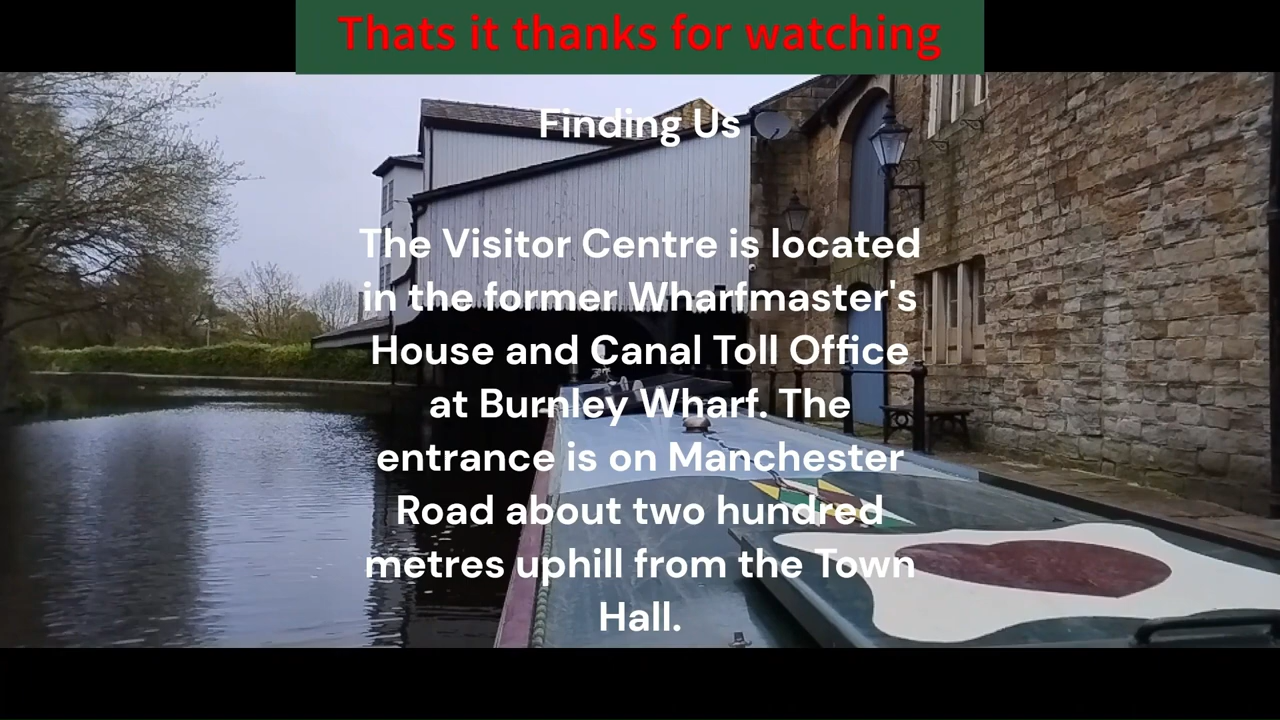 Thats it thanks for watching
Finding Us
The Visitor Centre is located
in the former Wharfmaster's
House and Canal Toll Office
at Burnley Wharf. The
entrance is on Manchester
Road about two hundred
metres uphill from the Town
Hall.